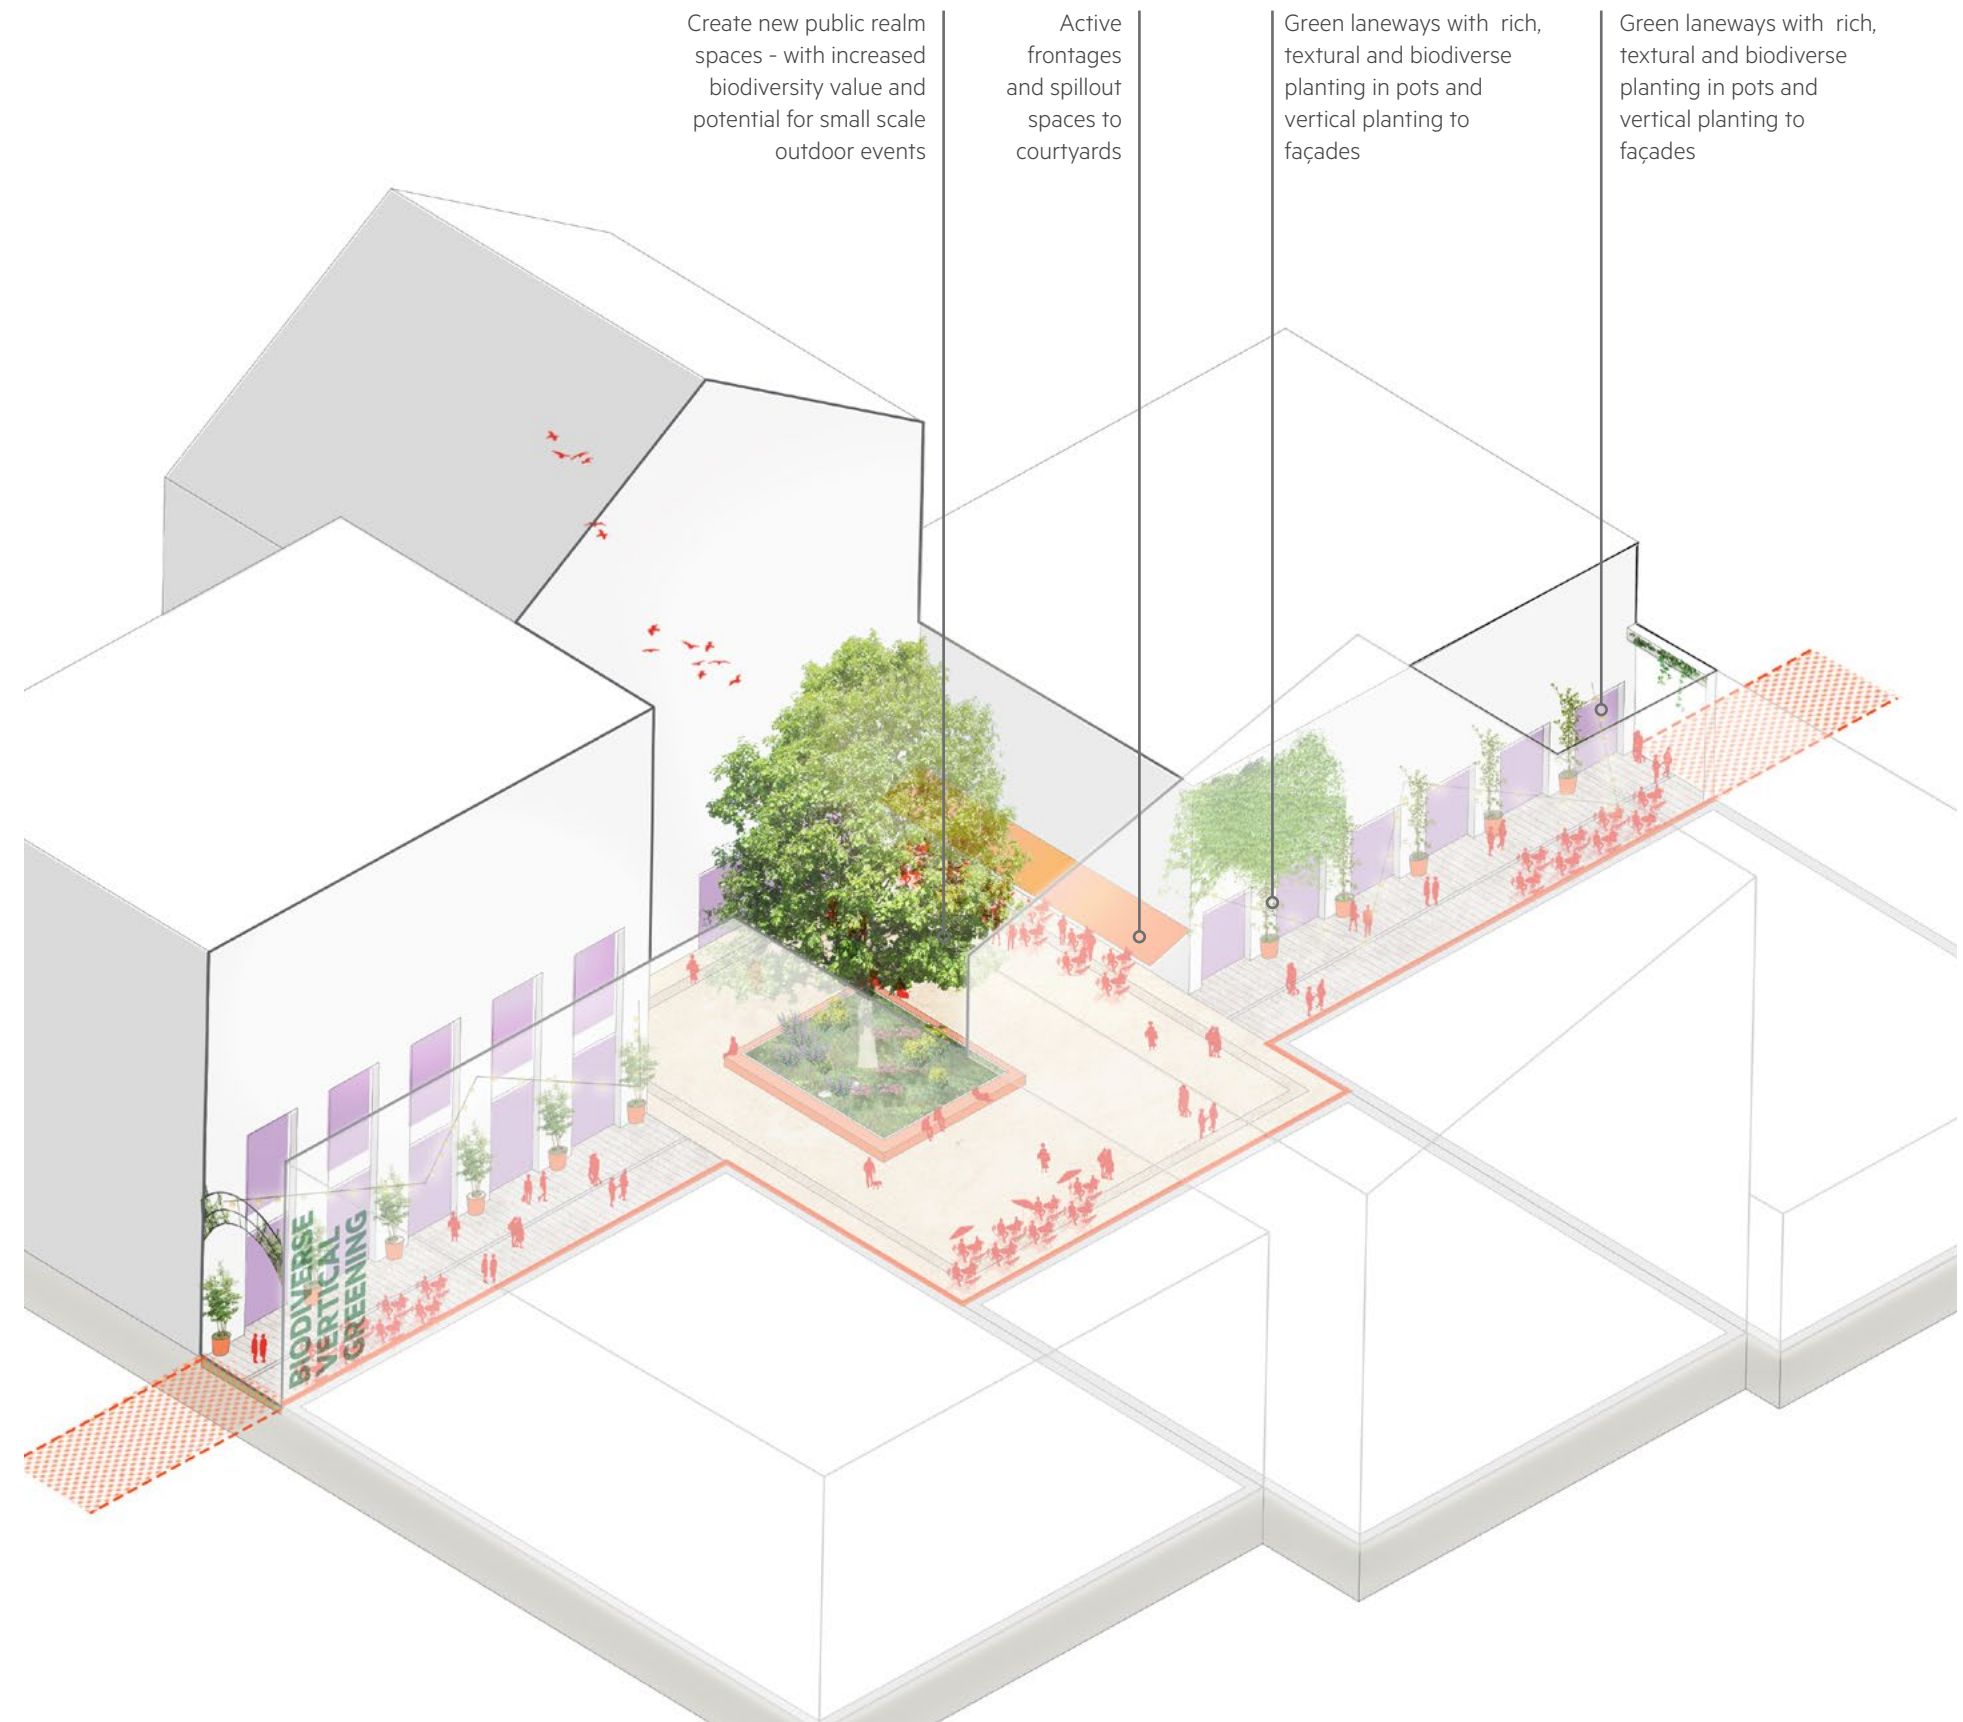 Create new public realm
spaces - with increased
biodiversity value and
potential for small scale
outdoor events
Active
frontages
and spillout
spaces to
courtyards
Green laneways with  rich,
textural and biodiverse
planting in pots and
vertical planting to
façades
Green laneways with  rich,
textural and biodiverse
planting in pots and
vertical planting to
façades
BIODIVERSE
VERTICAL
GREENING